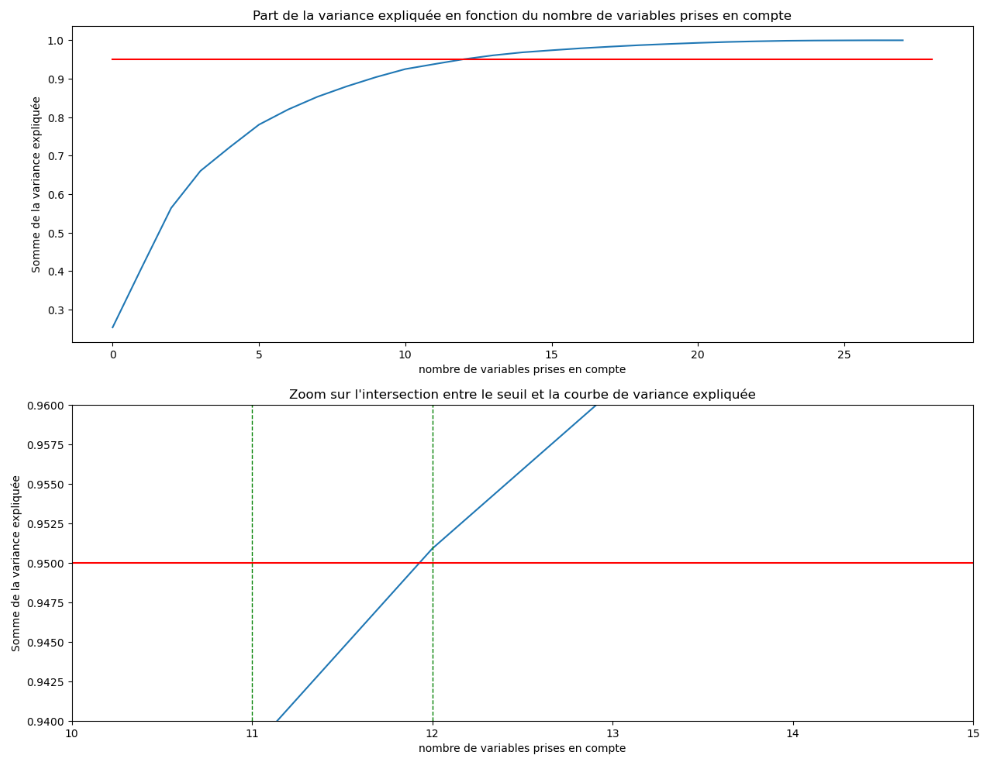 Part de la variance expliquée en fonction du nombre de variables prises en compte
1.0
0.9
0.8
0.7
0.6
0.5
0.4
0.3
Somme de la variance expliquée
0 5 10 15 20 25
nombre de variables prises en compte
Zoom sur l'intersection entre le seuil et la courbe de variance expliquée
0.9600
0.9575
0.9550
0.9525
0.9500
0.9475
0.9450
0.9425
0.9400
Somme de la variance expliquée
10 11 12 13 14 15
nombre de variables prises en compte